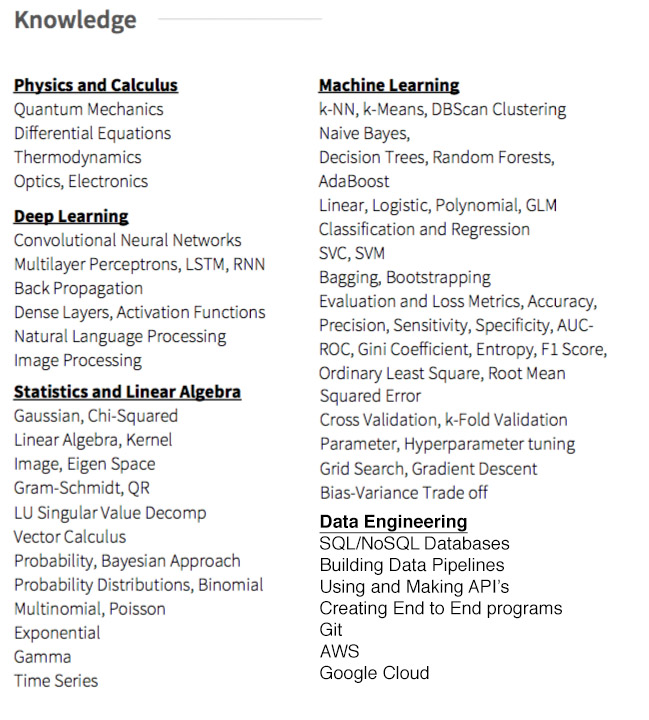 Knowledge
Physics and Calculus
Quantum Mechanics
Differential Equations
Thermodynamics
Optics, Electronics
Deep Learning
Convolutional Neural Networks
Multilayer Perceptrons, LSTM, RNN
Back Propagation
Dense Layers, Activation Functions
Natural Language Processing
Image Processing
Statistics and Linear Algebra
Gaussian, Chi-Squared
Linear Algebra, Kernel
Image, Eigen Space
Gram-Schmidt, QR
LU Singular Value Decomp
Vector Calculus
Probability, Bayesian Approach
Probability Distributions, Binomial
Multinomial, Poisson
Exponential
Gamma
Time Series
Machine Learning
k-NN, k-Means, DBScan Clustering
Naive Bayes,
Decision Trees, Random Forests,
AdaBoost
Linear, Logistic, Polynomial, GLM
Classification and Regression
SVC, SVM
Bagging, Bootstrapping
Evaluation and Loss Metrics, Accuracy,
Precision, Sensitivity, Specificity, AUC-
ROC, Gini Coefficient, Entropy, F1 Score,
Ordinary Least Square, Root Mean
Squared Error
Cross Validation, k-Fold Validation
Parameter, Hyperparameter tuning
Grid Search, Gradient Descent
Bias-Variance Trade off
Data Engineering
SQL/NoSQL Databases
Building Data Pipelines
Using and Making API's
Creating End to End programs
Git
AWS
Google Cloud